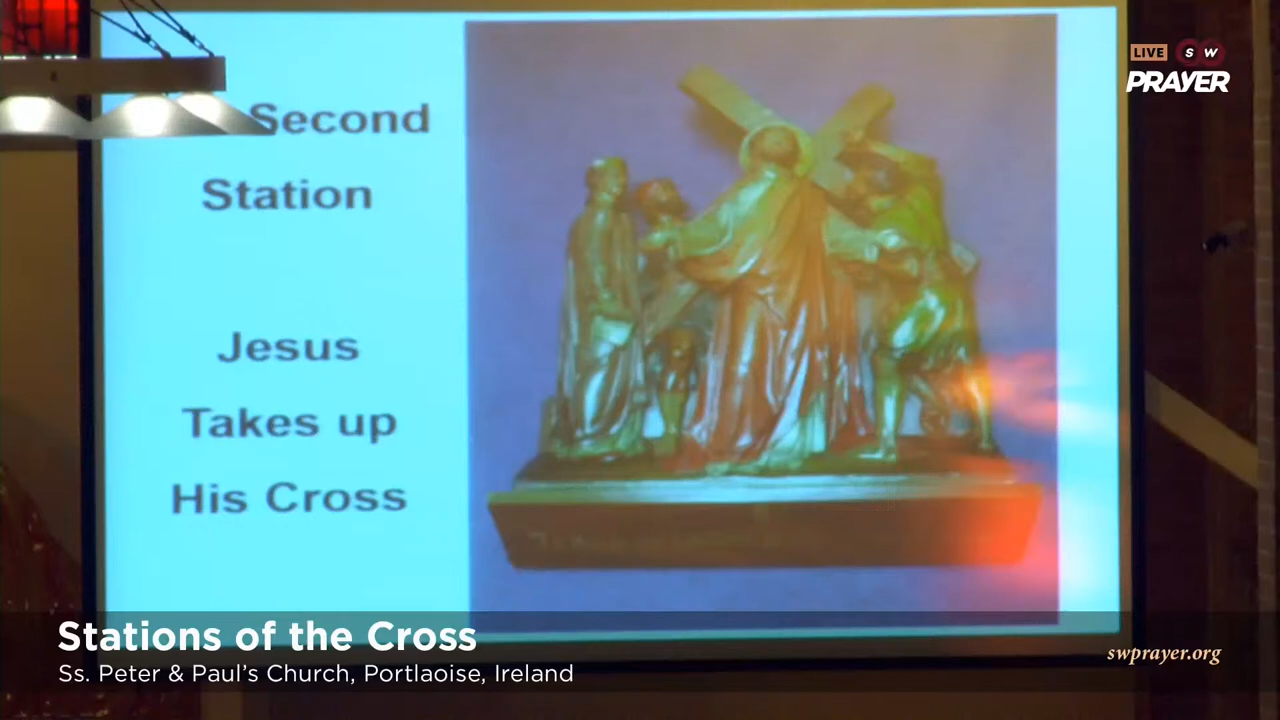 Second
Station
Jesus
Takes up
His Cross
LIVE
SW
PRAYER
Stations of the Cross
Ss. Peter & Paul's Church, Portlaoise, Ireland
swprayer.org